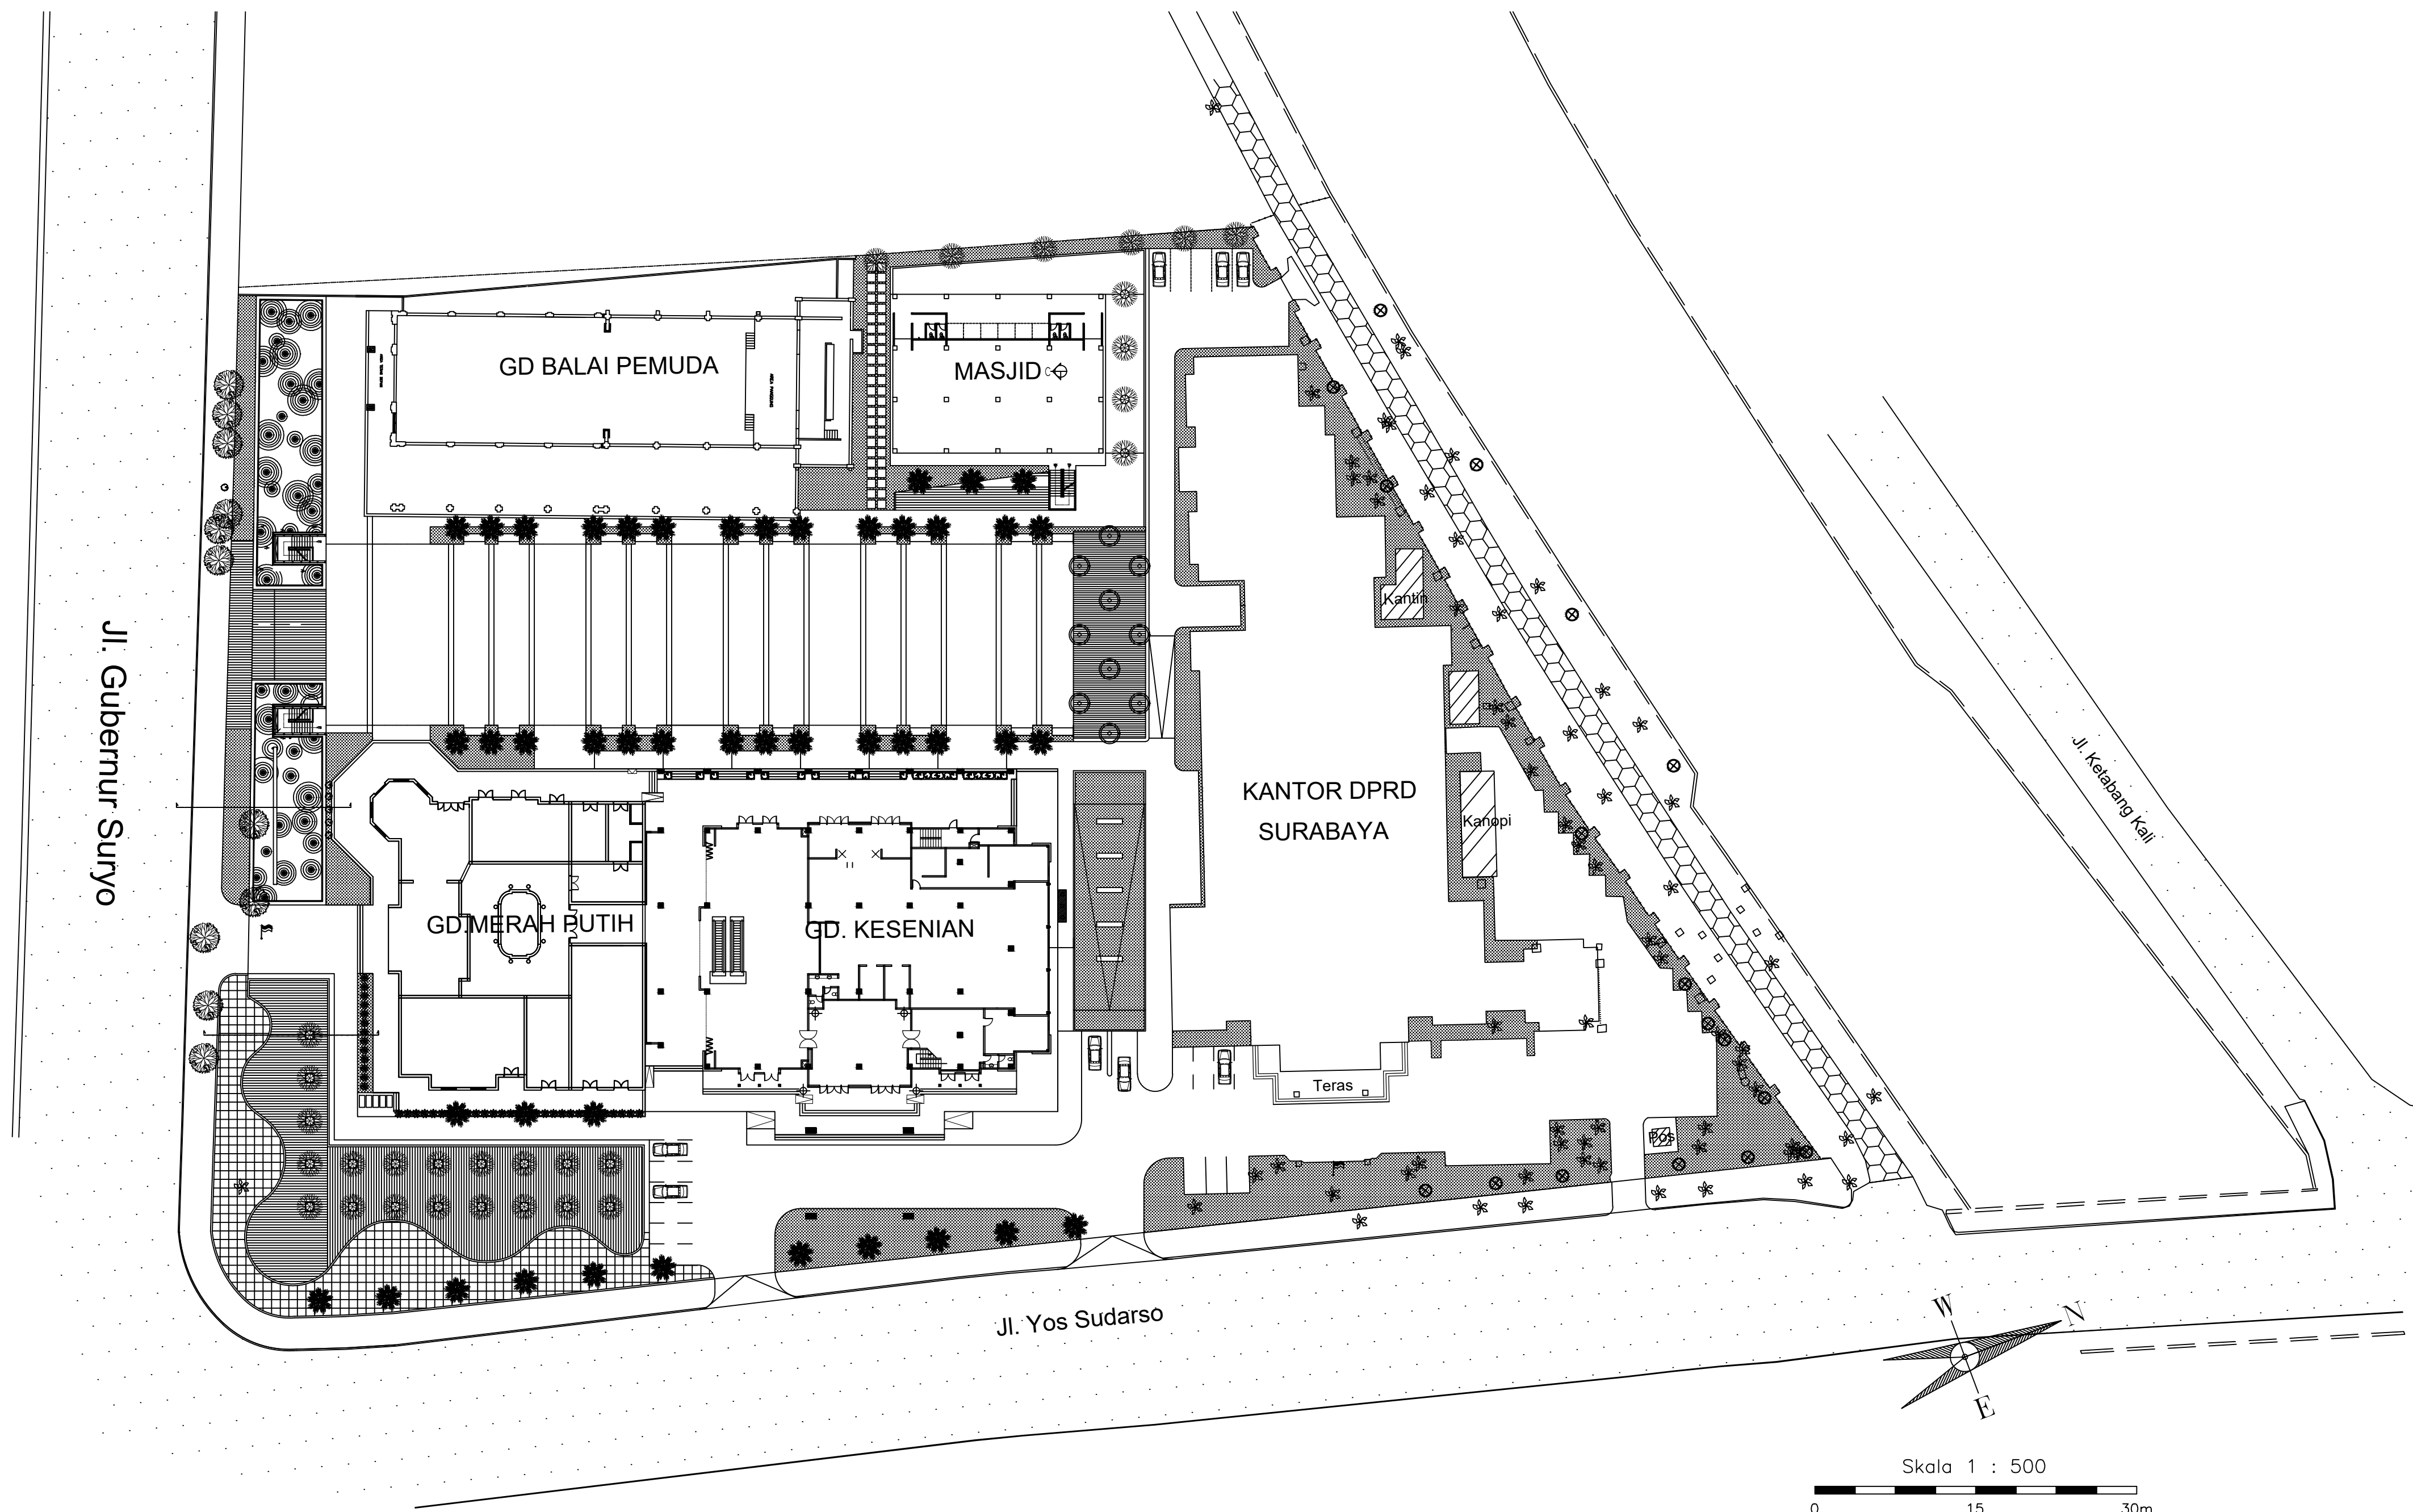 GD BALAI PEMUDA
MASJID
Kantin
Jl. Gubernur Suryo
Jl. Ketabang Kali
KANTOR DPRD
SURABAYA
Kanopi
GD.MERAH PUTIH
GD. KESENIAN
Teras
Pos
Jl. Yos Sudarso
W
N
E
Skala 1 : 500
0 15 30m